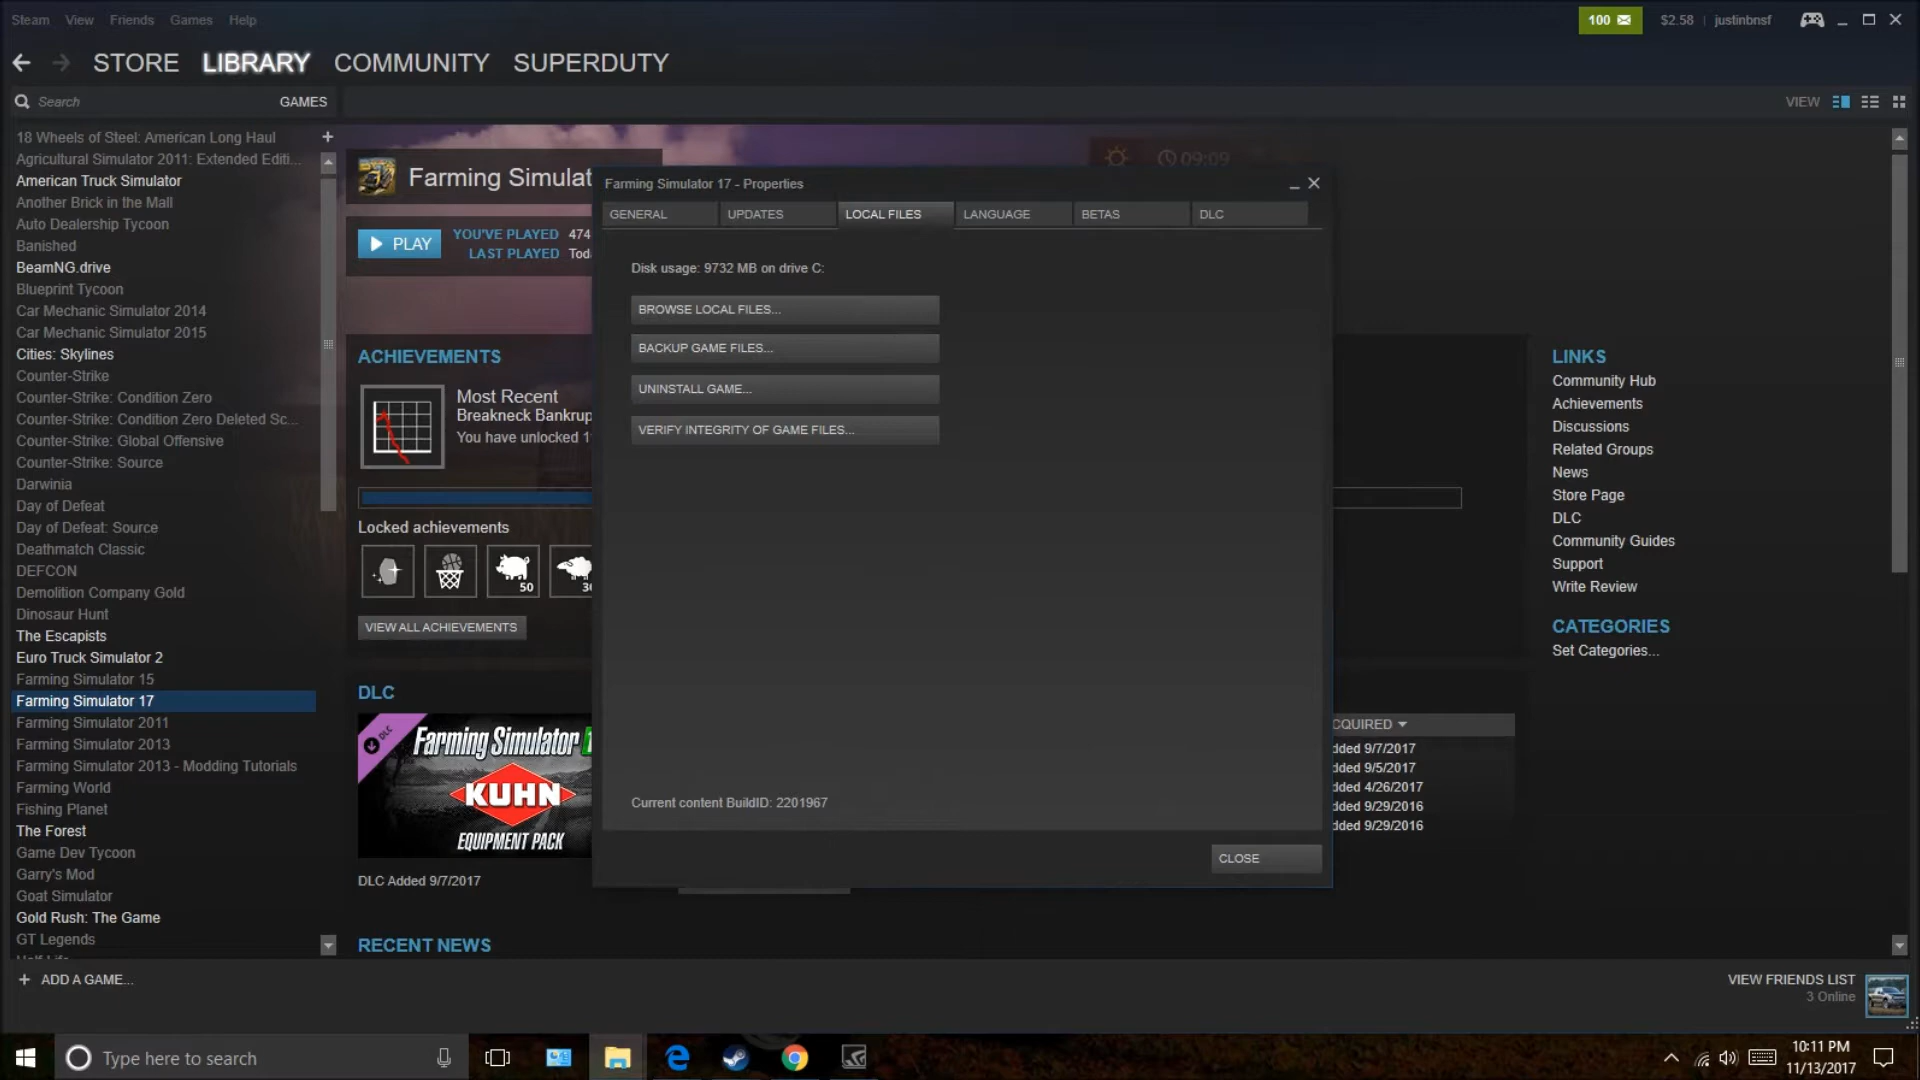 Steam View Friends Games Help
100 $2.58 justinbnsf
STORE LIBRARY COMMUNITY SUPERDUTY
Search GAMES
VIEW
18 Wheels of Steel: American Long Haul
Agricultural Simulator 2011: Extended Editi...
American Truck Simulator
Another Brick in the Mall
Auto Dealership Tycoon
Banished
BeamNG.drive
Blueprint Tycoon
Car Mechanic Simulator 2014
Car Mechanic Simulator 2015
Cities: Skylines
Counter-Strike
Counter-Strike: Condition Zero
Counter-Strike: Condition Zero Deleted Sc...
Counter-Strike: Global Offensive
Counter-Strike: Source
Darwinia
Day of Defeat
Day of Defeat: Source
Deathmatch Classic
DEFCON
Demolition Company Gold
Dinosaur Hunt
The Escapists
Euro Truck Simulator 2
Farming Simulator 15
Farming Simulator 17
Farming Simulator 2011
Farming Simulator 2013
Farming Simulator 2013 - Modding Tutorials
Farming World
Fishing Planet
The Forest
Game Dev Tycoon
Garry's Mod
Goat Simulator
Gold Rush: The Game
GT Legends
+ ADD A GAME...
Farming Simulat
09:09
PLAY
YOU'VE PLAYED 474
LAST PLAYED Toda
ACHIEVEMENTS
Most Recent
Breakneck Bankrup
You have unlocked 1
Locked achievements
50
30
VIEW ALL ACHIEVEMENTS
DLC
DLC
Farming Simulator 1
KUHN
EQUIPMENT PACK
DLC Added 9/7/2017
RECENT NEWS
Farming Simulator 17 - Properties
GENERAL UPDATES LOCAL FILES LANGUAGE BETAS DLC
Disk usage: 9732 MB on drive C:
BROWSE LOCAL FILES...
BACKUP GAME FILES...
UNINSTALL GAME...
VERIFY INTEGRITY OF GAME FILES...
Current content BuildID: 2201967
CLOSE
CQUIRED
dded 9/7/2017
dded 9/5/2017
dded 4/26/2017
dded 9/29/2016
dded 9/29/2016
LINKS
Community Hub
Achievements
Discussions
Related Groups
News
Store Page
DLC
Community Guides
Support
Write Review
CATEGORIES
Set Categories...
VIEW FRIENDS LIST
3 Online
Type here to search
10:11 PM
11/13/2017